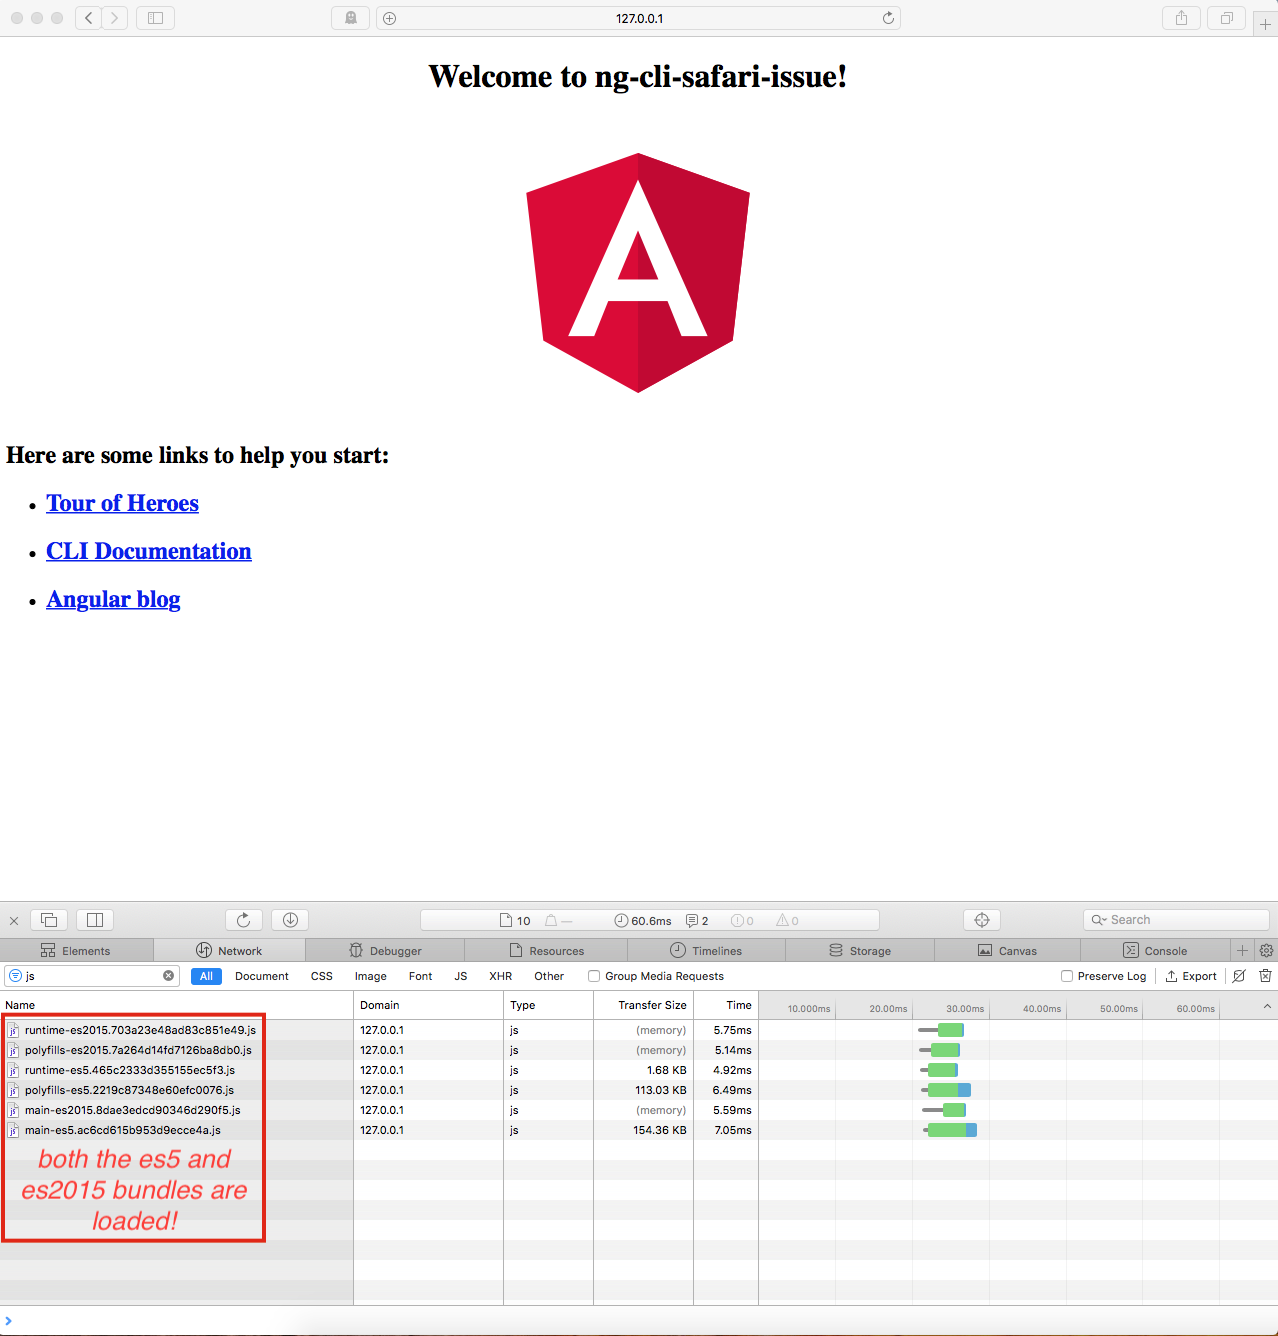 127.0.0.1
Welcome to ng-cli-safari-issue!
A
Here are some links to help you start:
Tour of Heroes
CLI Documentation
Angular blog
10 — 60.6ms 2 0 0 Search
Elements Network Debugger Resources Timelines Storage Canvas Console
js All Document CSS Image Font JS XHR Other Group Media Requests Preserve Log Export
Name Domain Type Transfer Size Time 10.000ms 20.00ms 30.00ms 40.00ms 50.00ms 60.00ms
runtime-es2015.703a23e48ad83c851e49.js 127.0.0.1 js (memory) 5.75ms
polyfills-es2015.7a264d14fd7126ba8db0.js 127.0.0.1 js (memory) 5.14ms
runtime-es5.465c2333d355155ec5f3.js 127.0.0.1 js 1.68 KB 4.92ms
polyfills-es5.2219c87348e60efc0076.js 127.0.0.1 js 113.03 KB 6.49ms
main-es2015.8dae3edcd90346d290f5.js 127.0.0.1 js (memory) 5.59ms
main-es5.ac6cd615b953d9ecce4a.js 127.0.0.1 js 154.36 KB 7.05ms
both the es5 and
es2015 bundles are
loaded!